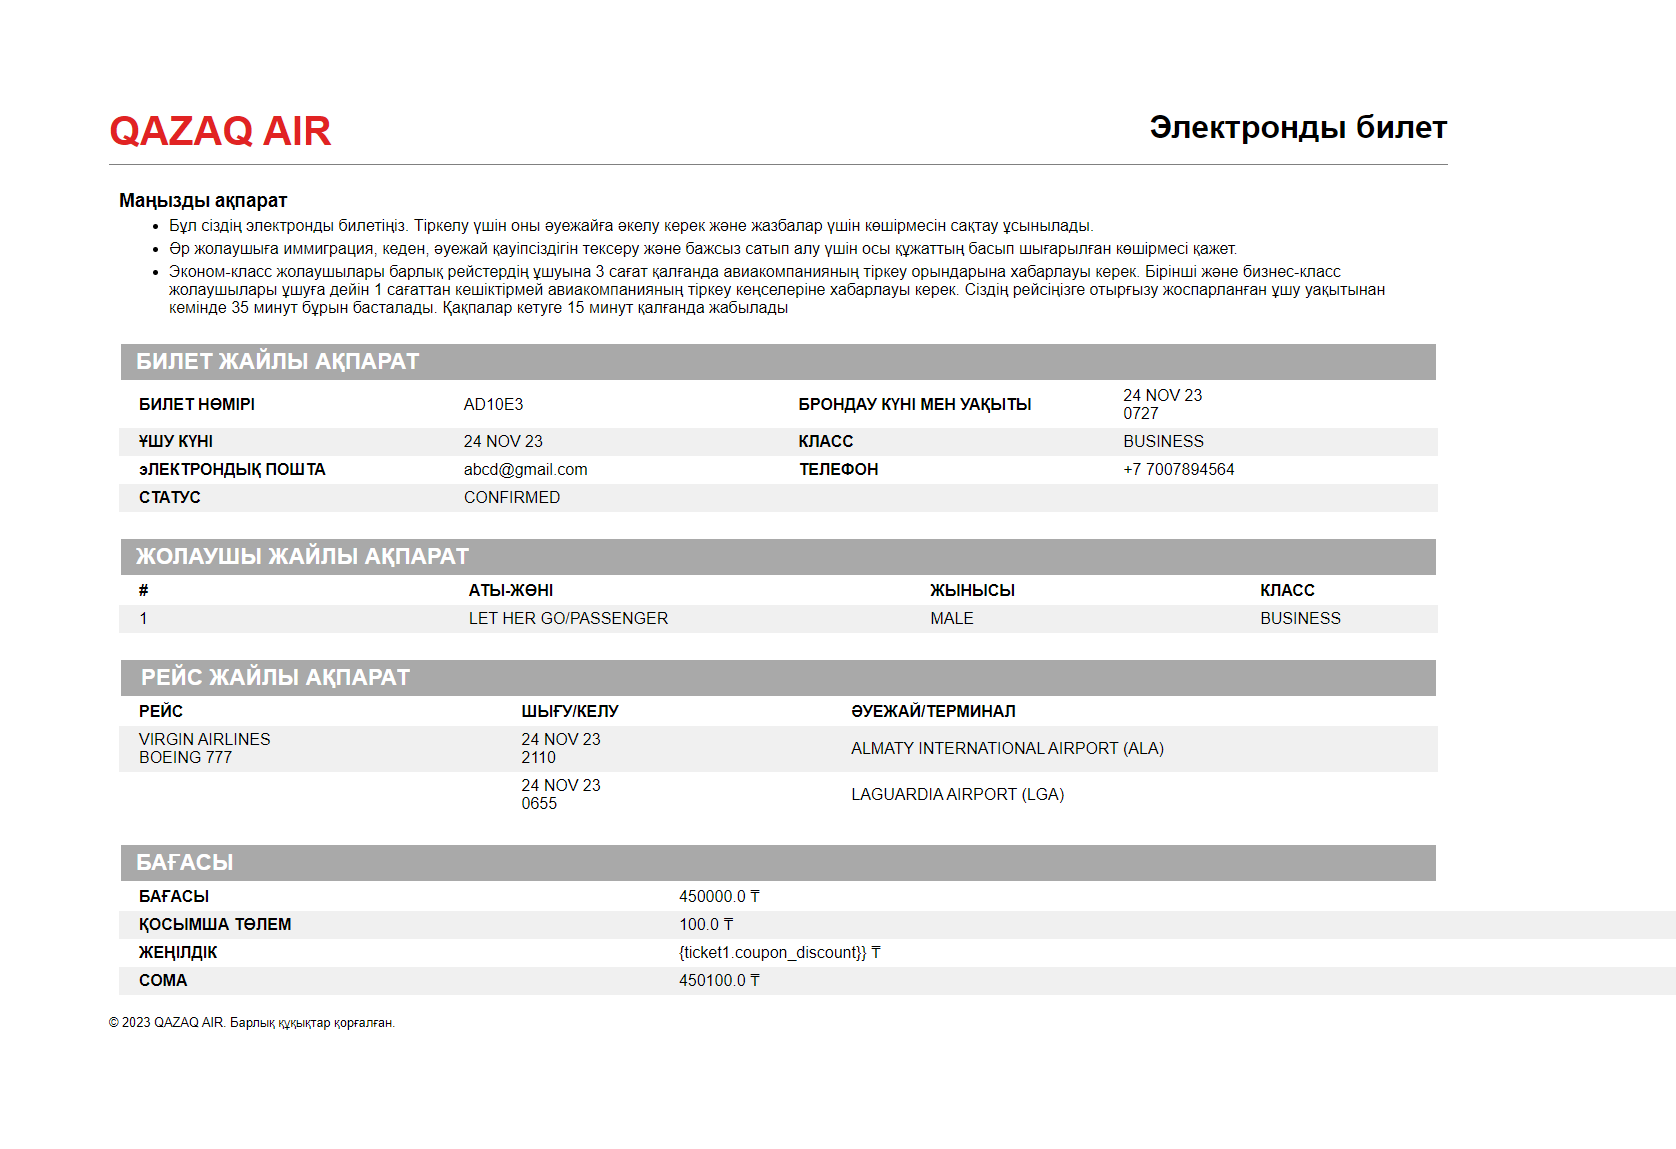 QAZAQ AIR
Электронды билет
Маңызды ақпарат
• Бұл сіздің электронды билетіңіз. Тіркелу үшін оны әуежайға әкелу керек және жазбалар үшін көшірмесін сақтау ұсынылады.
• Әр жолаушыға иммиграция, кеден, әуежай қауіпсіздігін тексеру және бажсыз сатып алу үшін осы құжаттың басып шығарылған көшірмесі қажет.
• Эконом-класс жолаушылары барлық рейстердің ұшуына 3 сағат қалғанда авиакомпанияның тіркеу орындарына хабарлауы керек. Бірінші және бизнес-класс
жолаушылары ұшуға дейін 1 сағаттан кешіктірмей авиакомпанияның тіркеу кеңселеріне хабарлауы керек. Сіздің рейсіңізге отырғызу жоспарланған ұшу уақытынан
кемінде 35 минут бұрын басталады. Қақпалар кетуге 15 минут қалғанда жабылады
БИЛЕТ ЖАЙЛЫ АҚПАРАТ
БИЛЕТ НӨМІРІ AD10E3 БРОНДАУ КҮНІ МЕН УАҚЫТЫ 24 NOV 23
0727
ҰШУ КҮНІ 24 NOV 23 КЛАСС BUSINESS
эЛЕКТРОНДЫҚ ПОШТА abcd@gmail.com ТЕЛЕФОН +7 7007894564
СТАТУС CONFIRMED
ЖОЛАУШЫ ЖАЙЛЫ АҚПАРАТ
# АТЫ-ЖӨНІ ЖЫНЫСЫ КЛАСС
1 LET HER GO/PASSENGER MALE BUSINESS
РЕЙС ЖАЙЛЫ АҚПАРАТ
РЕЙС ШЫҒУ/КЕЛУ ӘУЕЖАЙ/ТЕРМИНАЛ
VIRGIN AIRLINES 24 NOV 23
BOEING 777 2110 ALMATY INTERNATIONAL AIRPORT (ALA)
24 NOV 23
0655 LAGUARDIA AIRPORT (LGA)
БАҒАСЫ
БАҒАСЫ 450000.0 ₸
ҚОСЫМША ТӨЛЕМ 100.0 ₸
ЖЕҢІЛДІК {ticket1.coupon_discount}} ₸
СОМА 450100.0 ₸
© 2023 QAZAQ AIR. Барлық құқықтар қорғалған.